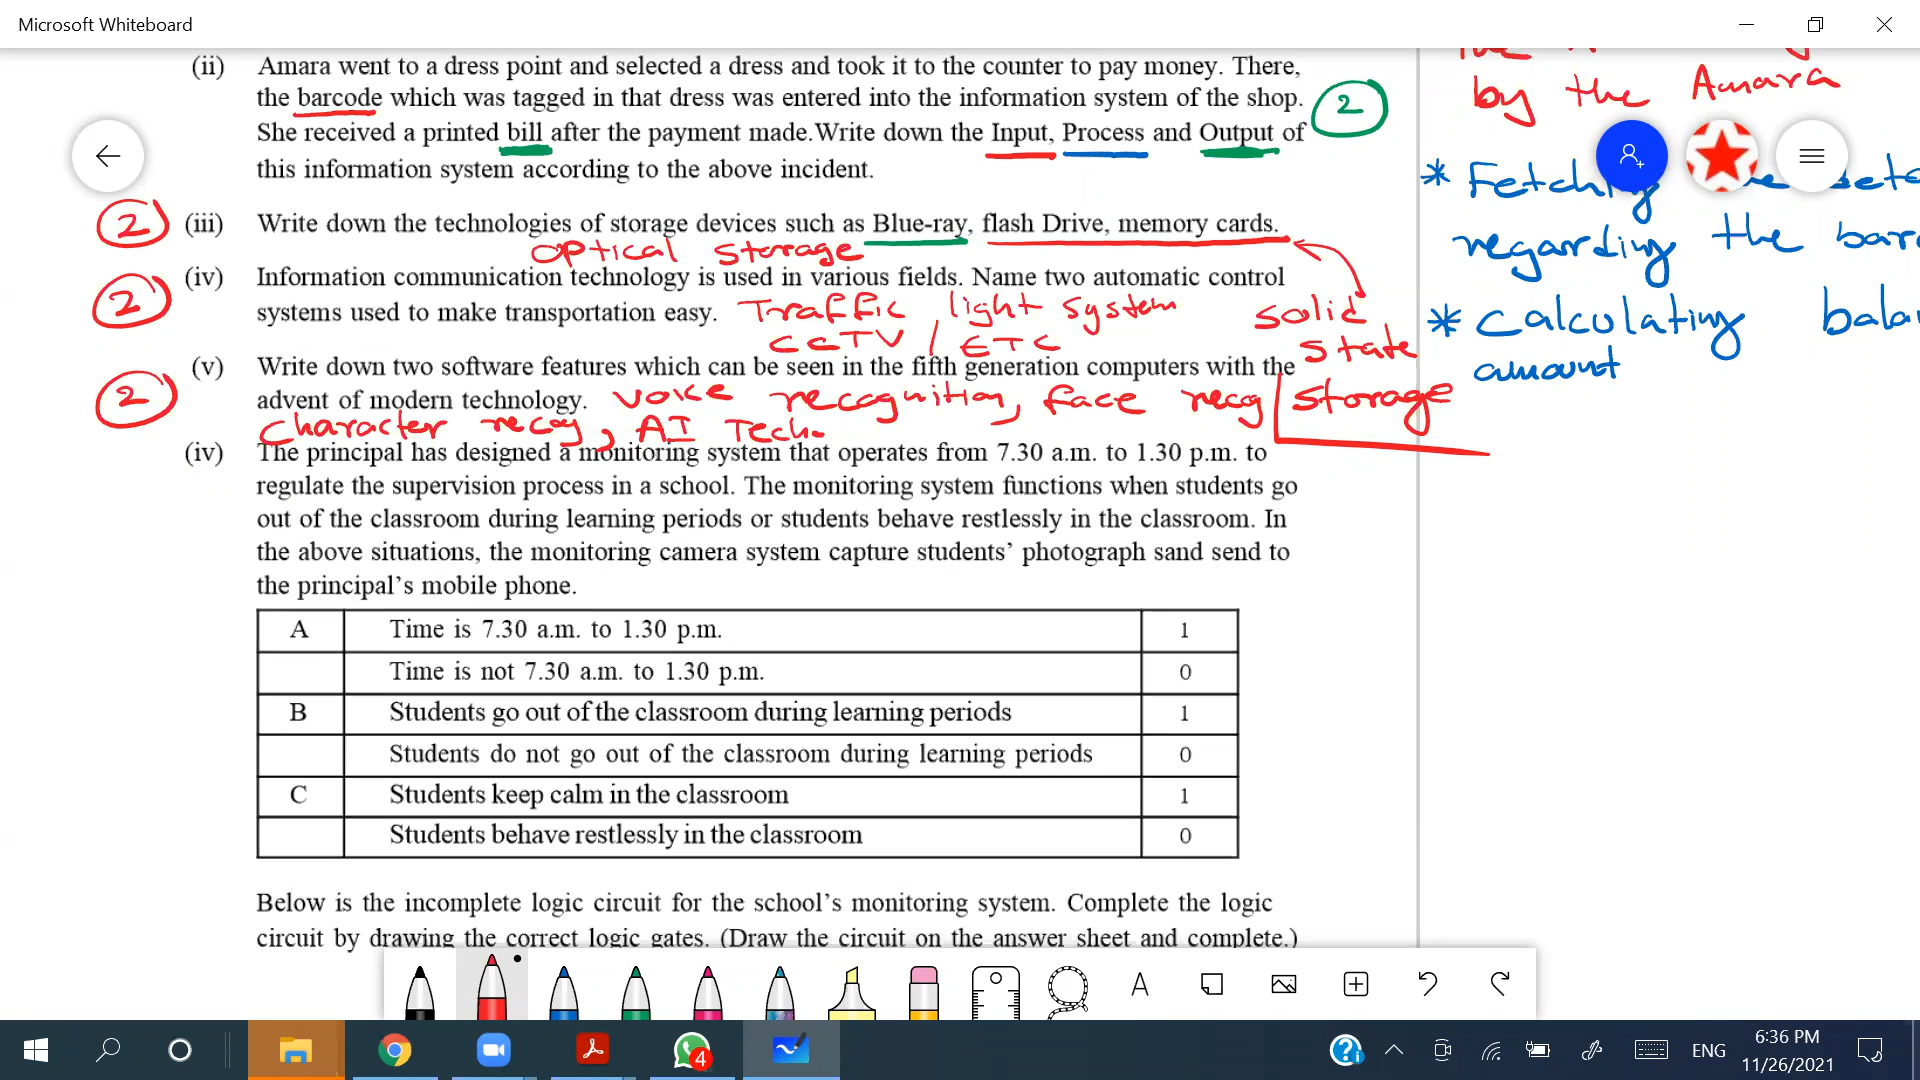 Microsoft Whiteboard
(ii) Amara went to a dress point and selected a dress and took it to the counter to pay money. There,
the barcode which was tagged in that dress was entered into the information system of the shop.
She received a printed bill after the payment made.Write down the Input, Process and Output of
this information system according to the above incident.
2
(iii) Write down the technologies of storage devices such as Blue-ray, flash Drive, memory cards.
2
optical storage
(iv) Information communication technology is used in various fields. Name two automatic control
systems used to make transportation easy. Traffic light system
2
CCTV / ETC
solid
state
storage
(v) Write down two software features which can be seen in the fifth generation computers with the
advent of modern technology. voice recognition, face recog
2
character recog, AI Tech.
(iv) The principal has designed a monitoring system that operates from 7.30 a.m. to 1.30 p.m. to
regulate the supervision process in a school. The monitoring system functions when students go
out of the classroom during learning periods or students behave restlessly in the classroom. In
the above situations, the monitoring camera system capture students’ photograph sand send to
the principal’s mobile phone.
A Time is 7.30 a.m. to 1.30 p.m. 1
Time is not 7.30 a.m. to 1.30 p.m. 0
B Students go out of the classroom during learning periods 1
Students do not go out of the classroom during learning periods 0
C Students keep calm in the classroom 1
Students behave restlessly in the classroom 0
Below is the incomplete logic circuit for the school’s monitoring system. Complete the logic
circuit by drawing the correct logic gates. (Draw the circuit on the answer sheet and complete.)
by the Amara
* Fetching
regarding the bar
* calculating bala
amount
A
4
ENG
6:36 PM
11/26/2021